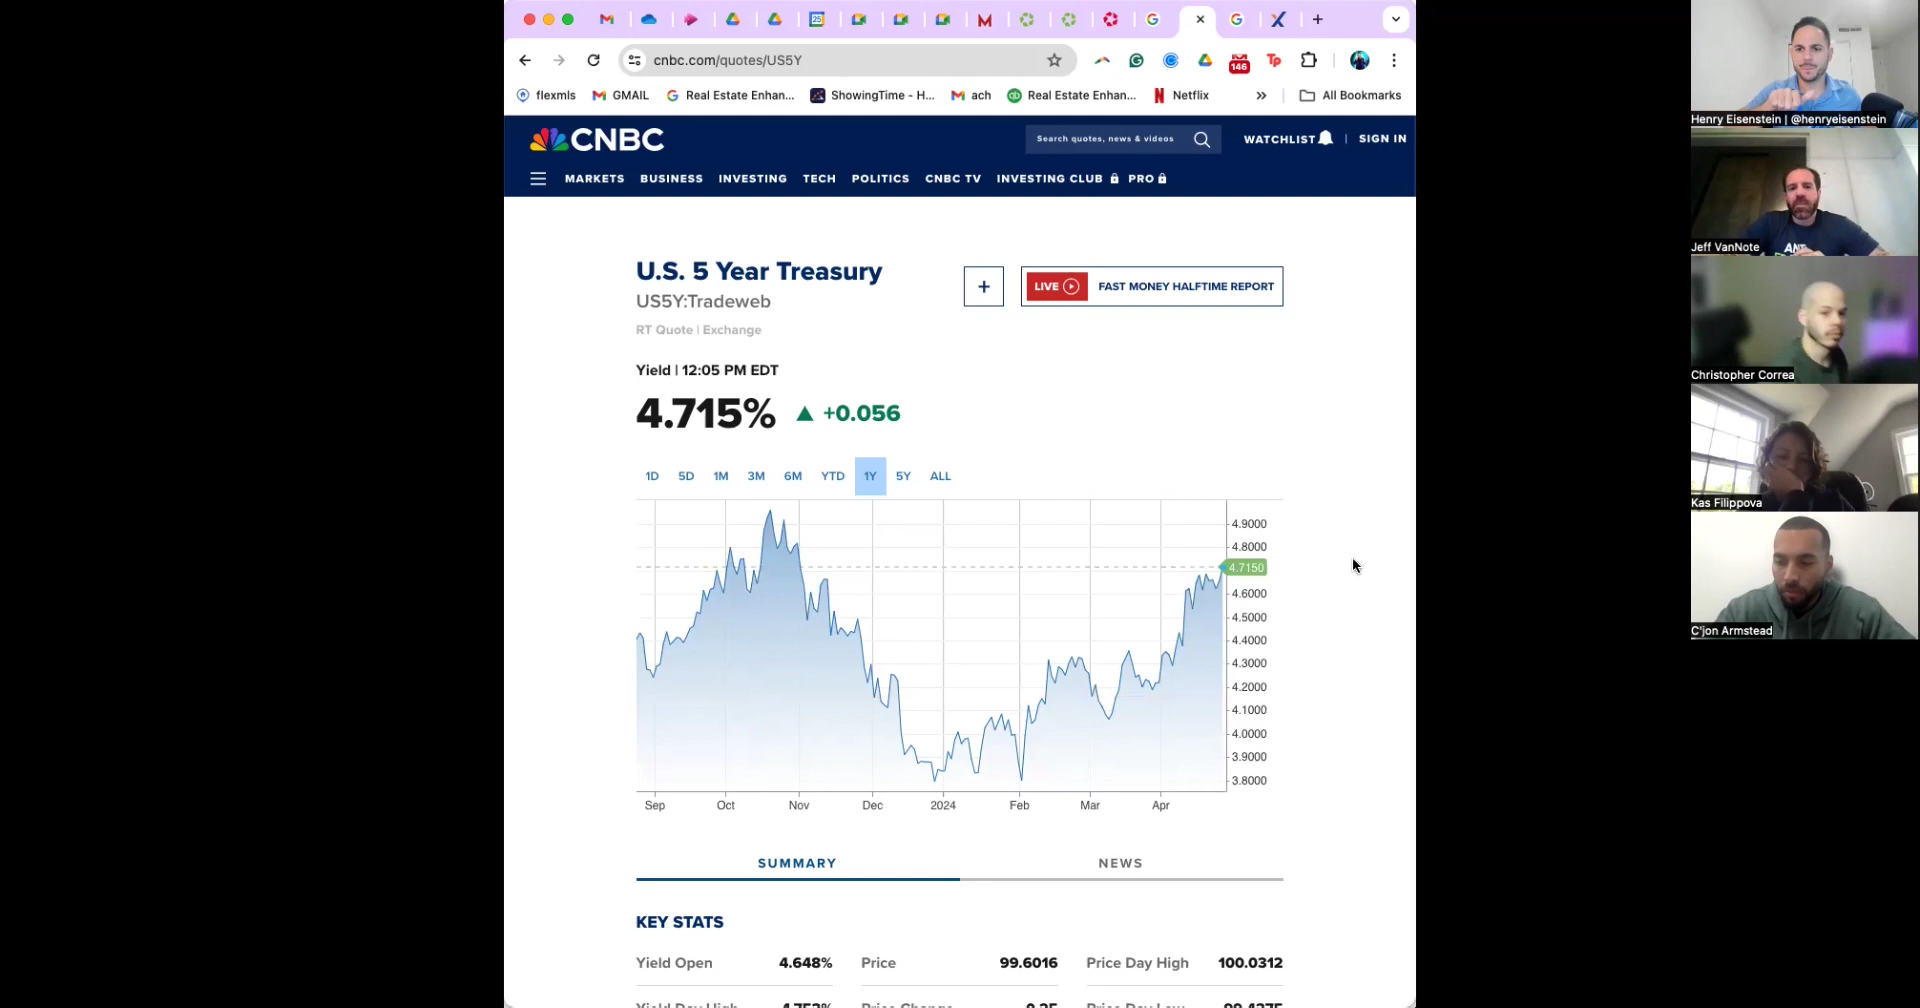 25
cnbc.com/quotes/US5Y
146
Tp
flexmls
GMAIL
Real Estate Enhan...
ShowingTime - H...
ach
Real Estate Enhan...
Netflix
»
All Bookmarks
CNBC
Search quotes, news & videos
WATCHLIST
SIGN IN
MARKETS
BUSINESS
INVESTING
TECH
POLITICS
CNBC TV
INVESTING CLUB
PRO
U.S. 5 Year Treasury
US5Y:Tradeweb
RT Quote | Exchange
+
LIVE
FAST MONEY HALFTIME REPORT
Yield | 12:05 PM EDT
4.715% ▲ +0.056
1D 5D 1M 3M 6M YTD 1Y 5Y ALL
4.9000
4.8000
4.7150
4.6000
4.5000
4.4000
4.3000
4.2000
4.1000
4.0000
3.9000
3.8000
Sep Oct Nov Dec 2024 Feb Mar Apr
SUMMARY
NEWS
KEY STATS
Yield Open 4.648%
Price 99.6016
Price Day High 100.0312
Henry Eisenstein | @henryeisenstein
Jeff VanNote
Christopher Correa
Kas Filippova
C'jon Armstead